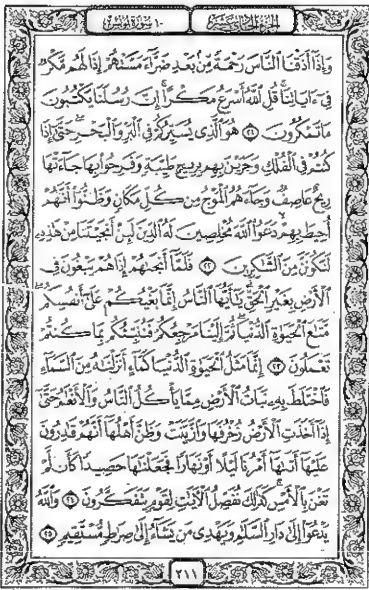 الجزء الحادي عشر ١٠ سورة يونس
وَإِذَآ أَذَقۡنَا ٱلنَّاسَ رَحۡمَةٗ مِّنۢ بَعۡدِ ضَرَّآءَ مَسَّتۡهُمۡ إِذَا لَهُم مَّكۡرٞ
فِيٓ ءَايَاتِنَاۚ قُلِ ٱللَّهُ أَسۡرَعُ مَكۡرًاۚ إِنَّ رُسُلَنَا يَكۡتُبُونَ
مَا تَمۡكُرُونَ ٢١ هُوَ ٱلَّذِي يُسَيِّرُكُمۡ فِي ٱلۡبَرِّ وَٱلۡبَحۡرِۖ حَتَّىٰٓ إِذَا
كُنتُمۡ فِي ٱلۡفُلۡكِ وَجَرَيۡنَ بِهِم بِرِيحٖ طَيِّبَةٖ وَفَرِحُواْ بِهَا جَآءَتۡهَا
رِيحٌ عَاصِفٞ وَجَآءَهُمُ ٱلۡمَوۡجُ مِن كُلِّ مَكَانٖ وَظَنُّوٓاْ أَنَّهُمۡ
أُحِيطَ بِهِمۡ دَعَوُاْ ٱللَّهَ مُخۡلِصِينَ لَهُ ٱلدِّينَ لَئِنۡ أَنجَيۡتَنَا مِنۡ هَٰذِهِۦ
لَنَكُونَنَّ مِنَ ٱلشَّٰكِرِينَ ٢٢ فَلَمَّآ أَنجَىٰهُمۡ إِذَا هُمۡ يَبۡغُونَ فِي
ٱلۡأَرۡضِ بِغَيۡرِ ٱلۡحَقِّۗ يَٰٓأَيُّهَا ٱلنَّاسُ إِنَّمَا بَغۡيُكُمۡ عَلَىٰٓ أَنفُسِكُمۖ
مَّتَٰعَ ٱلۡحَيَوٰةِ ٱلدُّنۡيَاۖ ثُمَّ إِلَيۡنَا مَرۡجِعُكُمۡ فَنُنَبِّئُكُم بِمَا كُنتُمۡ
تَعۡمَلُونَ ٢٣ إِنَّمَا مَثَلُ ٱلۡحَيَوٰةِ ٱلدُّنۡيَا كَمَآءٍ أَنزَلۡنَٰهُ مِنَ ٱلسَّمَآءِ
فَٱخۡتَلَطَ بِهِۦ نَبَاتُ ٱلۡأَرۡضِ مِمَّا يَأۡكُلُ ٱلنَّاسُ وَٱلۡأَنۡعَٰمُ حَتَّىٰٓ
إِذَآ أَخَذَتِ ٱلۡأَرۡضُ زُخۡرُفَهَا وَٱزَّيَّنَتۡ وَظَنَّ أَهۡلُهَآ أَنَّهُمۡ قَٰدِرُونَ
عَلَيۡهَآ أَتَىٰهَآ أَمۡرُنَا لَيۡلًا أَوۡ نَهَارٗا فَجَعَلۡنَٰهَا حَصِيدٗا كَأَن لَّمۡ
تَغۡنَ بِٱلۡأَمۡسِۚ كَذَٰلِكَ نُفَصِّلُ ٱلۡأٓيَٰتِ لِقَوۡمٖ يَتَفَكَّرُونَ ٢٤ وَٱللَّهُ
يَدۡعُوٓاْ إِلَىٰ دَارِ ٱلسَّلَٰمِ وَيَهۡدِي مَن يَشَآءُ إِلَىٰ صِرَٰطٖ مُّسۡتَقِيمٖ ٢٥
٢١١